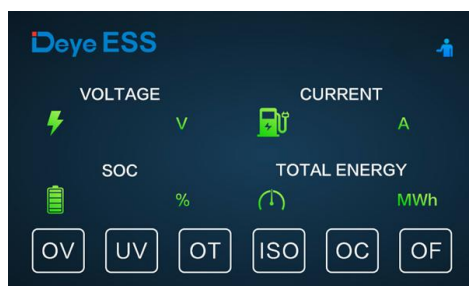 Deye ESS
VOLTAGE CURRENT
V A
SOC TOTAL ENERGY
% MWh
OV UV OT ISO OC OF